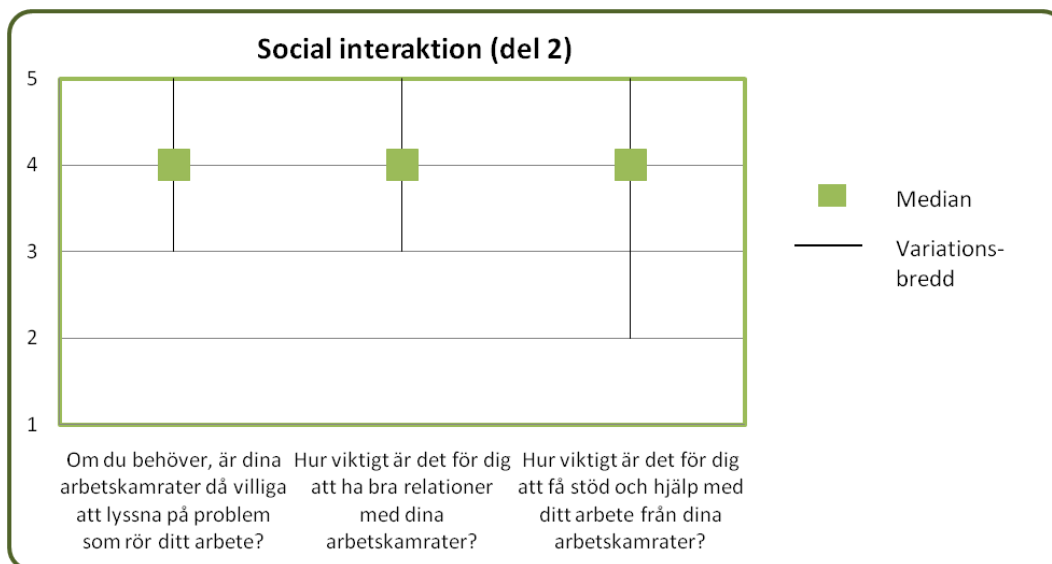 Social interaktion (del 2)
5
4
3
2
1
Median
Variations-
bredd
Om du behöver, är dina
arbetskamrater då villiga
att lyssna på problem
som rör ditt arbete?
Hur viktigt är det för dig
att ha bra relationer
med dina
arbetskamrater?
Hur viktigt är det för dig
att få stöd och hjälp med
ditt arbete från dina
arbetskamrater?